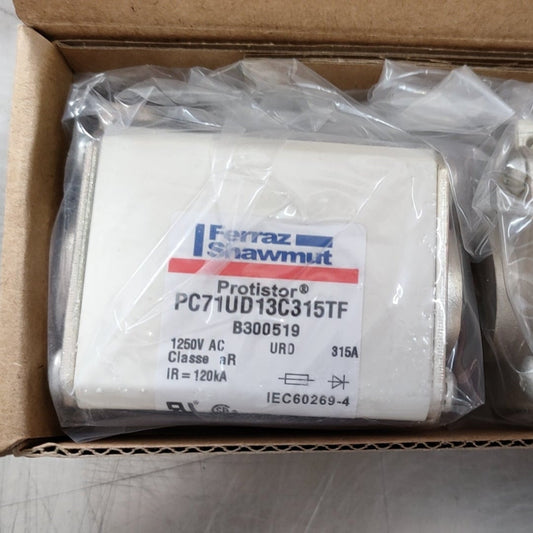 Ferraz
Shawmut
Protistor®
PC71UD13C315TF
B300519
1250V AC URD 315A
Classe aR
IR = 120kA
IEC60269-4